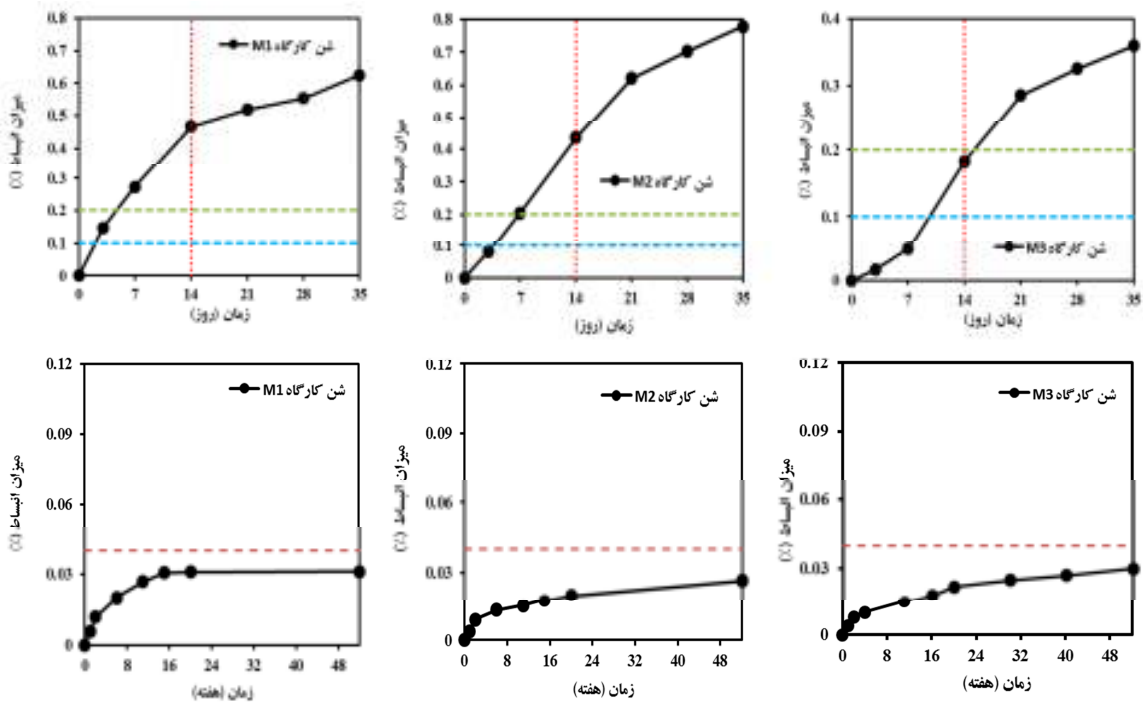 0.8
0.7
0.6
0.5
0.4
0.3
0.2
0.1
0
0 7 14 21 28 35
میزان انبساط (٪)
زمان (روز)
شن کارگاه M1
0.8
0.7
0.6
0.5
0.4
0.3
0.2
0.1
0
0 7 14 21 28 35
میزان انبساط (٪)
زمان (روز)
شن کارگاه M2
0.4
0.3
0.2
0.1
0
0 7 14 21 28 35
میزان انبساط (٪)
زمان (روز)
شن کارگاه M3
0.12
0.09
0.06
0.03
0
0 8 16 24 32 40 48
میزان انبساط (٪)
زمان (هفته)
شن کارگاه M1
0.12
0.09
0.06
0.03
0
0 8 16 24 32 40 48
میزان انبساط (٪)
زمان (هفته)
شن کارگاه M2
0.12
0.09
0.06
0.03
0
0 8 16 24 32 40 48
میزان انبساط (٪)
زمان (هفته)
شن کارگاه M3